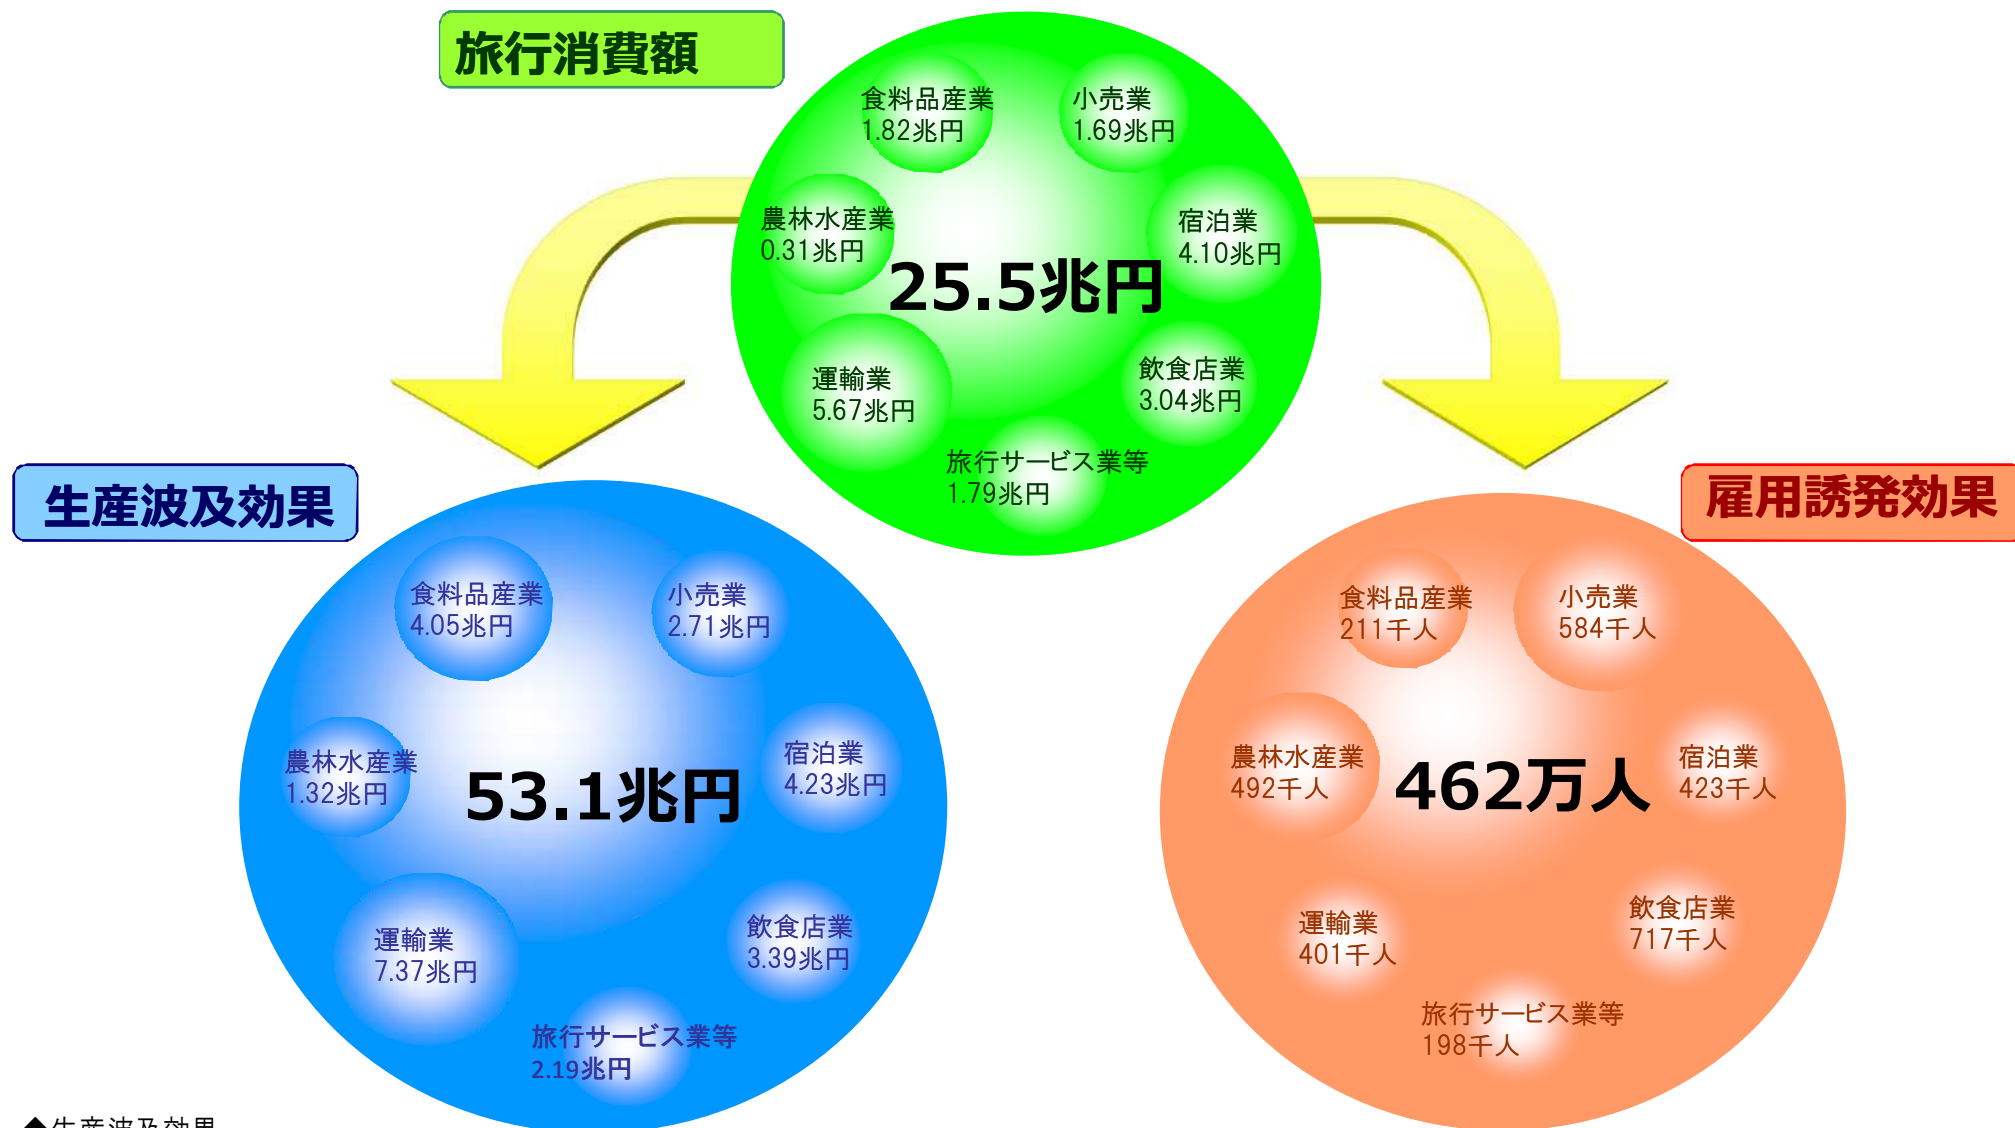 旅行消費額
食料品産業
1.82兆円
小売業
1.69兆円
農林水産業
0.31兆円
宿泊業
4.10兆円
25.5兆円
運輸業
5.67兆円
飲食店業
3.04兆円
旅行サービス業等
1.79兆円
生産波及効果
食料品産業
4.05兆円
小売業
2.71兆円
農林水産業
1.32兆円
宿泊業
4.23兆円
53.1兆円
運輸業
7.37兆円
飲食店業
3.39兆円
旅行サービス業等
2.19兆円
雇用誘発効果
食料品産業
211千人
小売業
584千人
農林水産業
492千人
462万人
宿泊業
423千人
運輸業
401千人
飲食店業
717千人
旅行サービス業等
198千人
◆生産波及効果